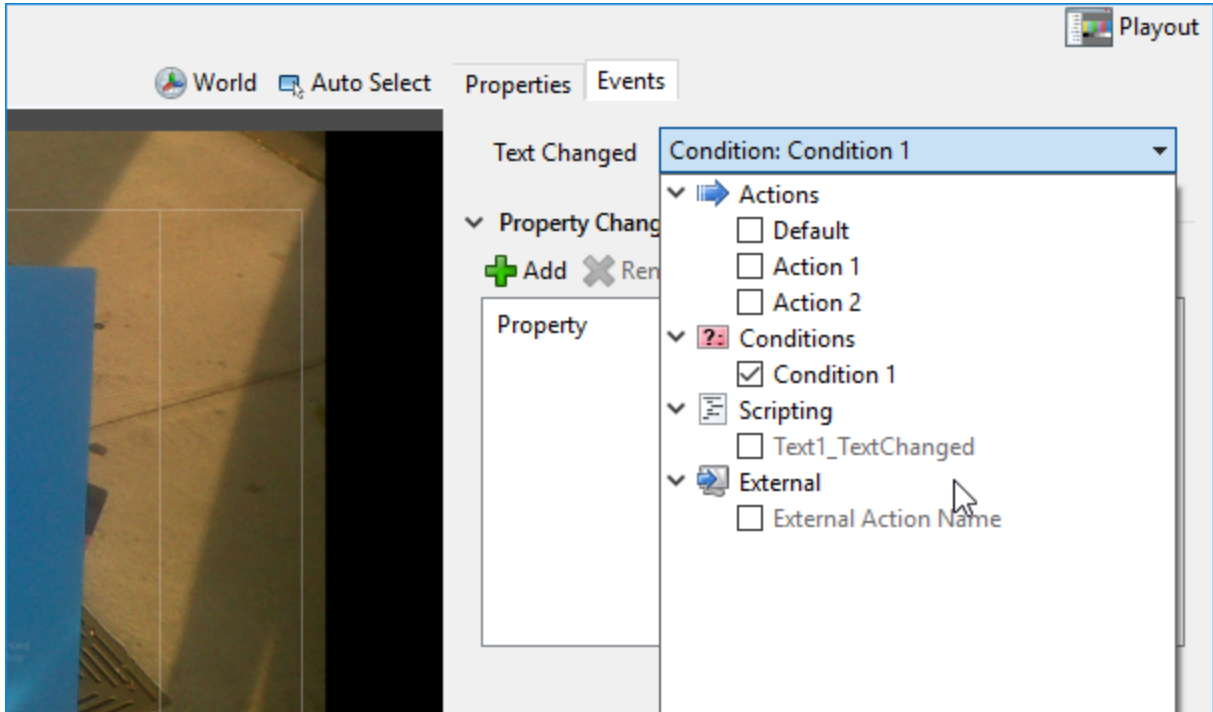 Playout
World Auto Select Properties Events
Text Changed Condition: Condition 1
Actions
Property Chang
Default
Add Ren
Action 1
Action 2
Property
Conditions
Condition 1
Scripting
Text1_TextChanged
External
External Action Name